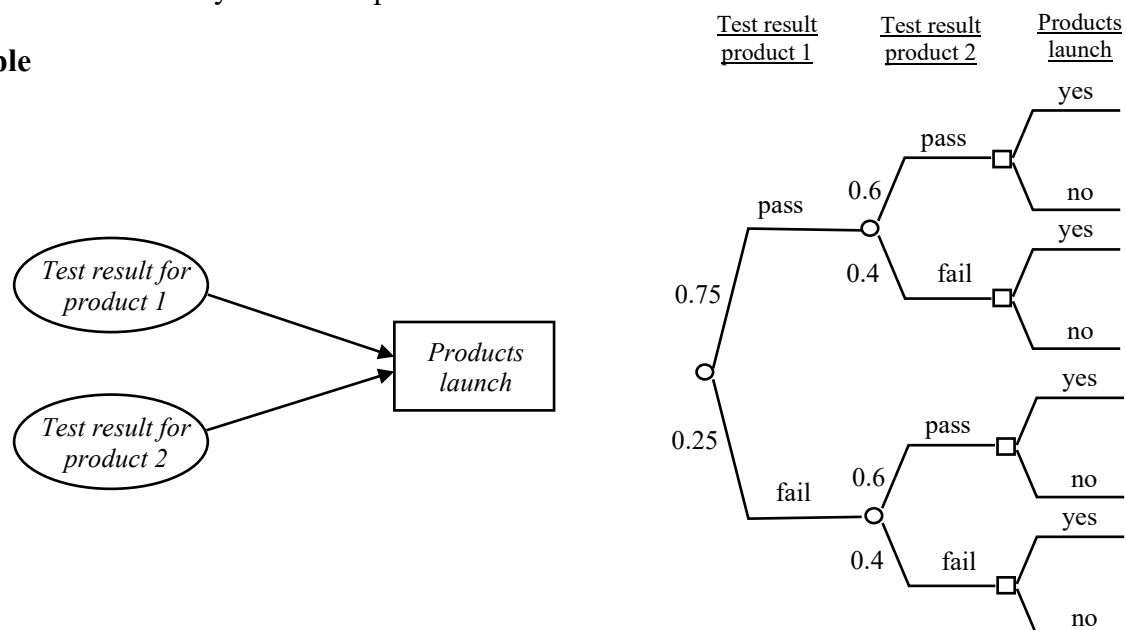 ple
Test result
product 1
Test result
product 2
Products
launch
yes
pass
0.6
no
pass
yes
Test result for
product 1
0.4
fail
0.75
no
Products
launch
yes
Test result for
product 2
0.25
pass
0.6
no
fail
yes
0.4
fail
no